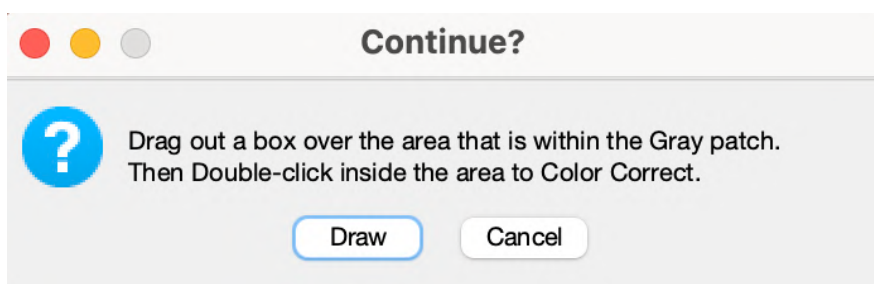 Continue?
Drag out a box over the area that is within the Gray patch.
Then Double-click inside the area to Color Correct.
Draw Cancel